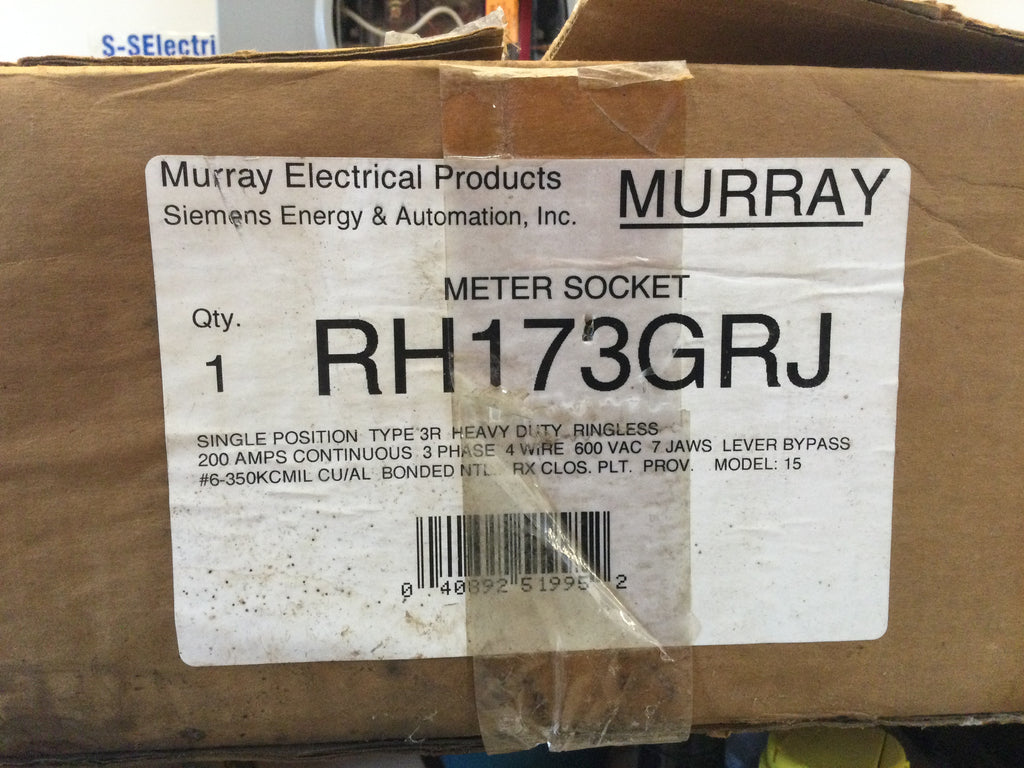 S-SElectri
Murray Electrical Products
Siemens Energy & Automation, Inc.
MURRAY
METER SOCKET
Qty.
1
RH173GRJ
SINGLE POSITION TYPE 3R HEAVY DUTY RINGLESS
200 AMPS CONTINUOUS 3 PHASE 4 WIRE 600 VAC 7 JAWS LEVER BYPASS
#6-350KCMIL CU/AL BONDED NTL RX CLOS. PLT. PROV. MODEL: 15
0 40892 51995 2